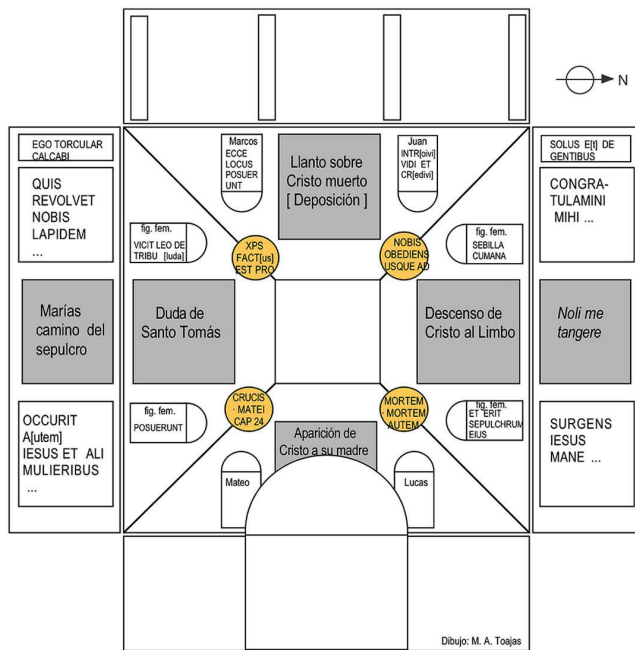 N
EGO TORCULAR
CALCABI
QUIS
REVOLVET
NOBIS
LAPIDEM
...
Marías
camino del
sepulcro
OCCURIT
A[utem]
IESUS ET ALI
MULIERIBUS
...
Marcos
ECCE
LOCUS
POSUER
UNT
Llanto sobre
Cristo muerto
[ Deposición ]
Juan
INTR[oivi]
VIDI ET
CR[edivi]
fig. fem.
VICIT LEO DE
TRIBU [Iuda]
XPS
FACT[us]
EST PRO
NOBIS
OBEDIENS
USQUE AD
fig. fem.
SEBILLA
CUMANA
Duda de
Santo Tomás
Descenso de
Cristo al Limbo
fig. fem.
POSUERUNT
CRUCIS
· MATEI
CAP 24
MORTEM ·
MORTEM
AUTEM
fig. fem.
ET ERIT
SEPULCHRUM
EIUS
Aparición de
Cristo a su madre
Mateo
Lucas
SOLUS E[t] DE
GENTIBUS
CONGRA-
TULAMINI
MIHI ...
Noli me
tangere
SURGENS
IESUS
MANE ...
Dibujo: M. A. Toajas